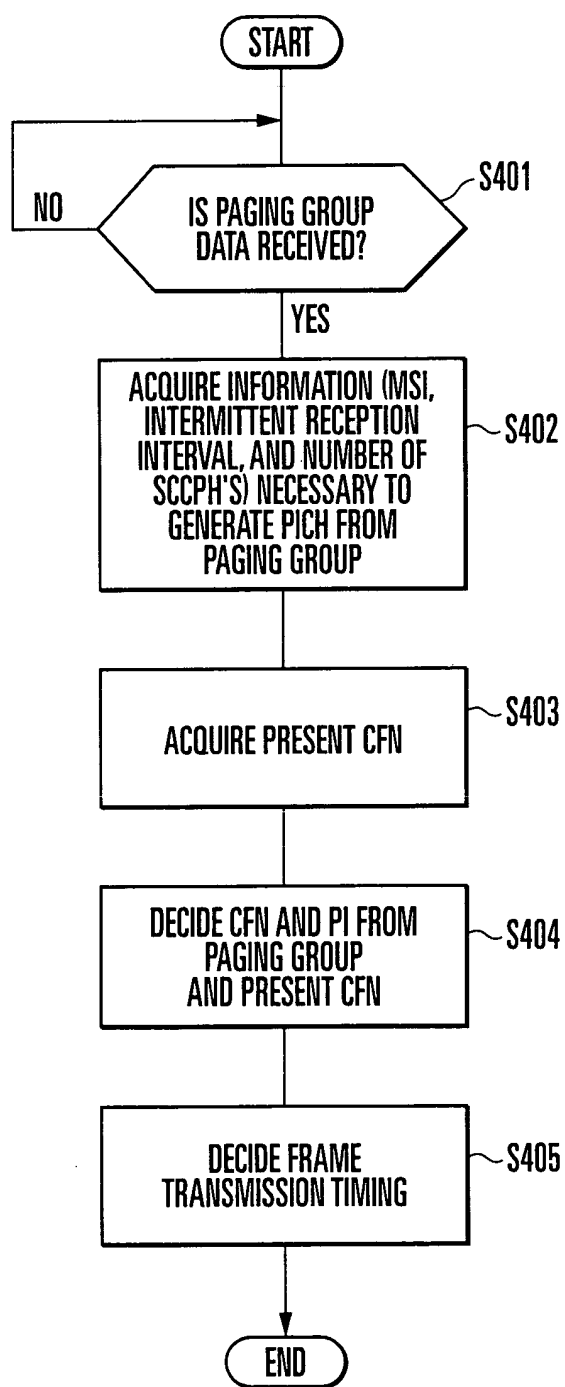 START
S401
NO
IS PAGING GROUP
DATA RECEIVED?
YES
ACQUIRE INFORMATION (MSI,
INTERMITTENT RECEPTION
INTERVAL, AND NUMBER OF
SCCPH'S) NECESSARY TO
GENERATE PICH FROM
PAGING GROUP
S402
ACQUIRE PRESENT CFN
S403
DECIDE CFN AND PI FROM
PAGING GROUP
AND PRESENT CFN
S404
DECIDE FRAME
TRANSMISSION TIMING
S405
END